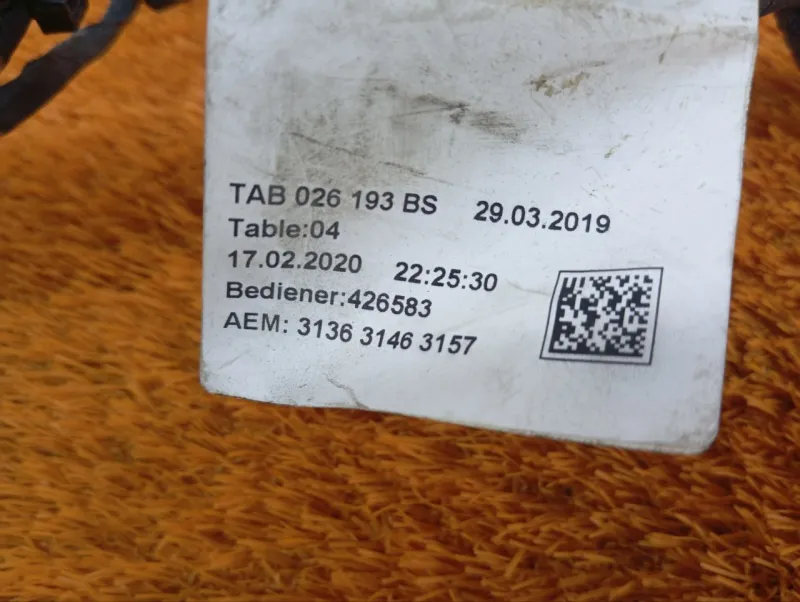 TAB 026 193 BS 29.03.2019
Table:04
17.02.2020 22:25:30
Bediener:426583
AEM: 3136 3146 3157